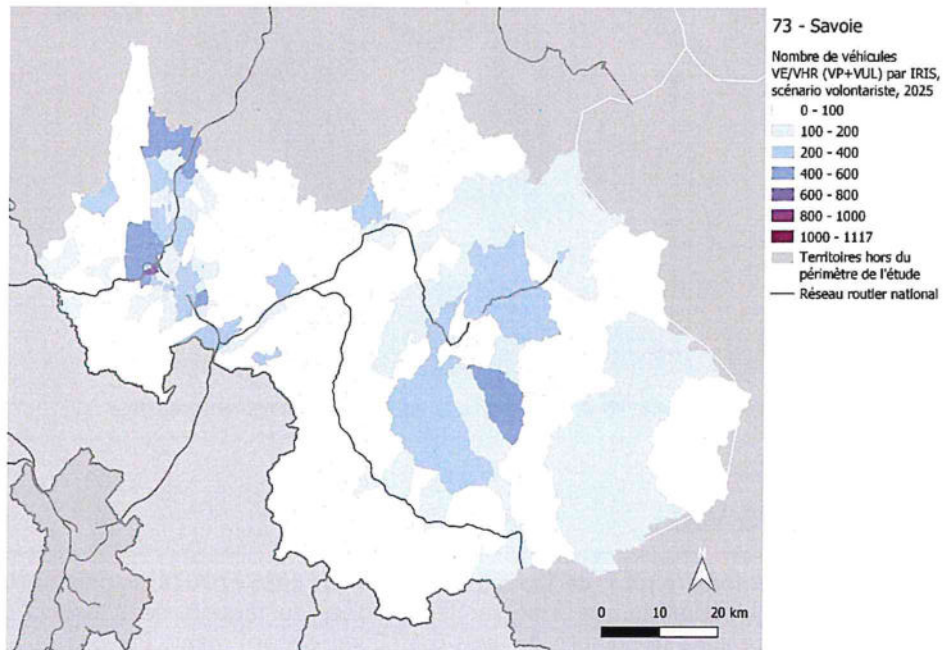 73 - Savoie
Nombre de véhicules
VE/VHR (VP+VUL) par IRIS,
scénario volontariste, 2025
0 - 100
100 - 200
200 - 400
400 - 600
600 - 800
800 - 1000
1000 - 1117
Territoires hors du
périmètre de l'étude
Réseau routier national
N
0 10 20 km